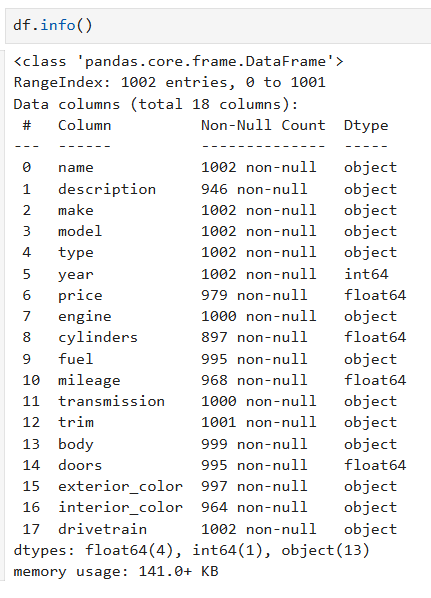 df.info()
<class 'pandas.core.frame.DataFrame'>
RangeIndex: 1002 entries, 0 to 1001
Data columns (total 18 columns):
 #   Column          Non-Null Count  Dtype
---  ------          --------------  -----
 0   name            1002 non-null   object
 1   description     946 non-null    object
 2   make            1002 non-null   object
 3   model           1002 non-null   object
 4   type            1002 non-null   object
 5   year            1002 non-null   int64
 6   price           979 non-null    float64
 7   engine          1000 non-null   object
 8   cylinders       897 non-null    float64
 9   fuel            995 non-null    object
 10  mileage         968 non-null    float64
 11  transmission    1000 non-null   object
 12  trim            1001 non-null   object
 13  body            999 non-null    object
 14  doors           995 non-null    float64
 15  exterior_color  997 non-null    object
 16  interior_color  964 non-null    object
 17  drivetrain      1002 non-null   object
dtypes: float64(4), int64(1), object(13)
memory usage: 141.0+ KB